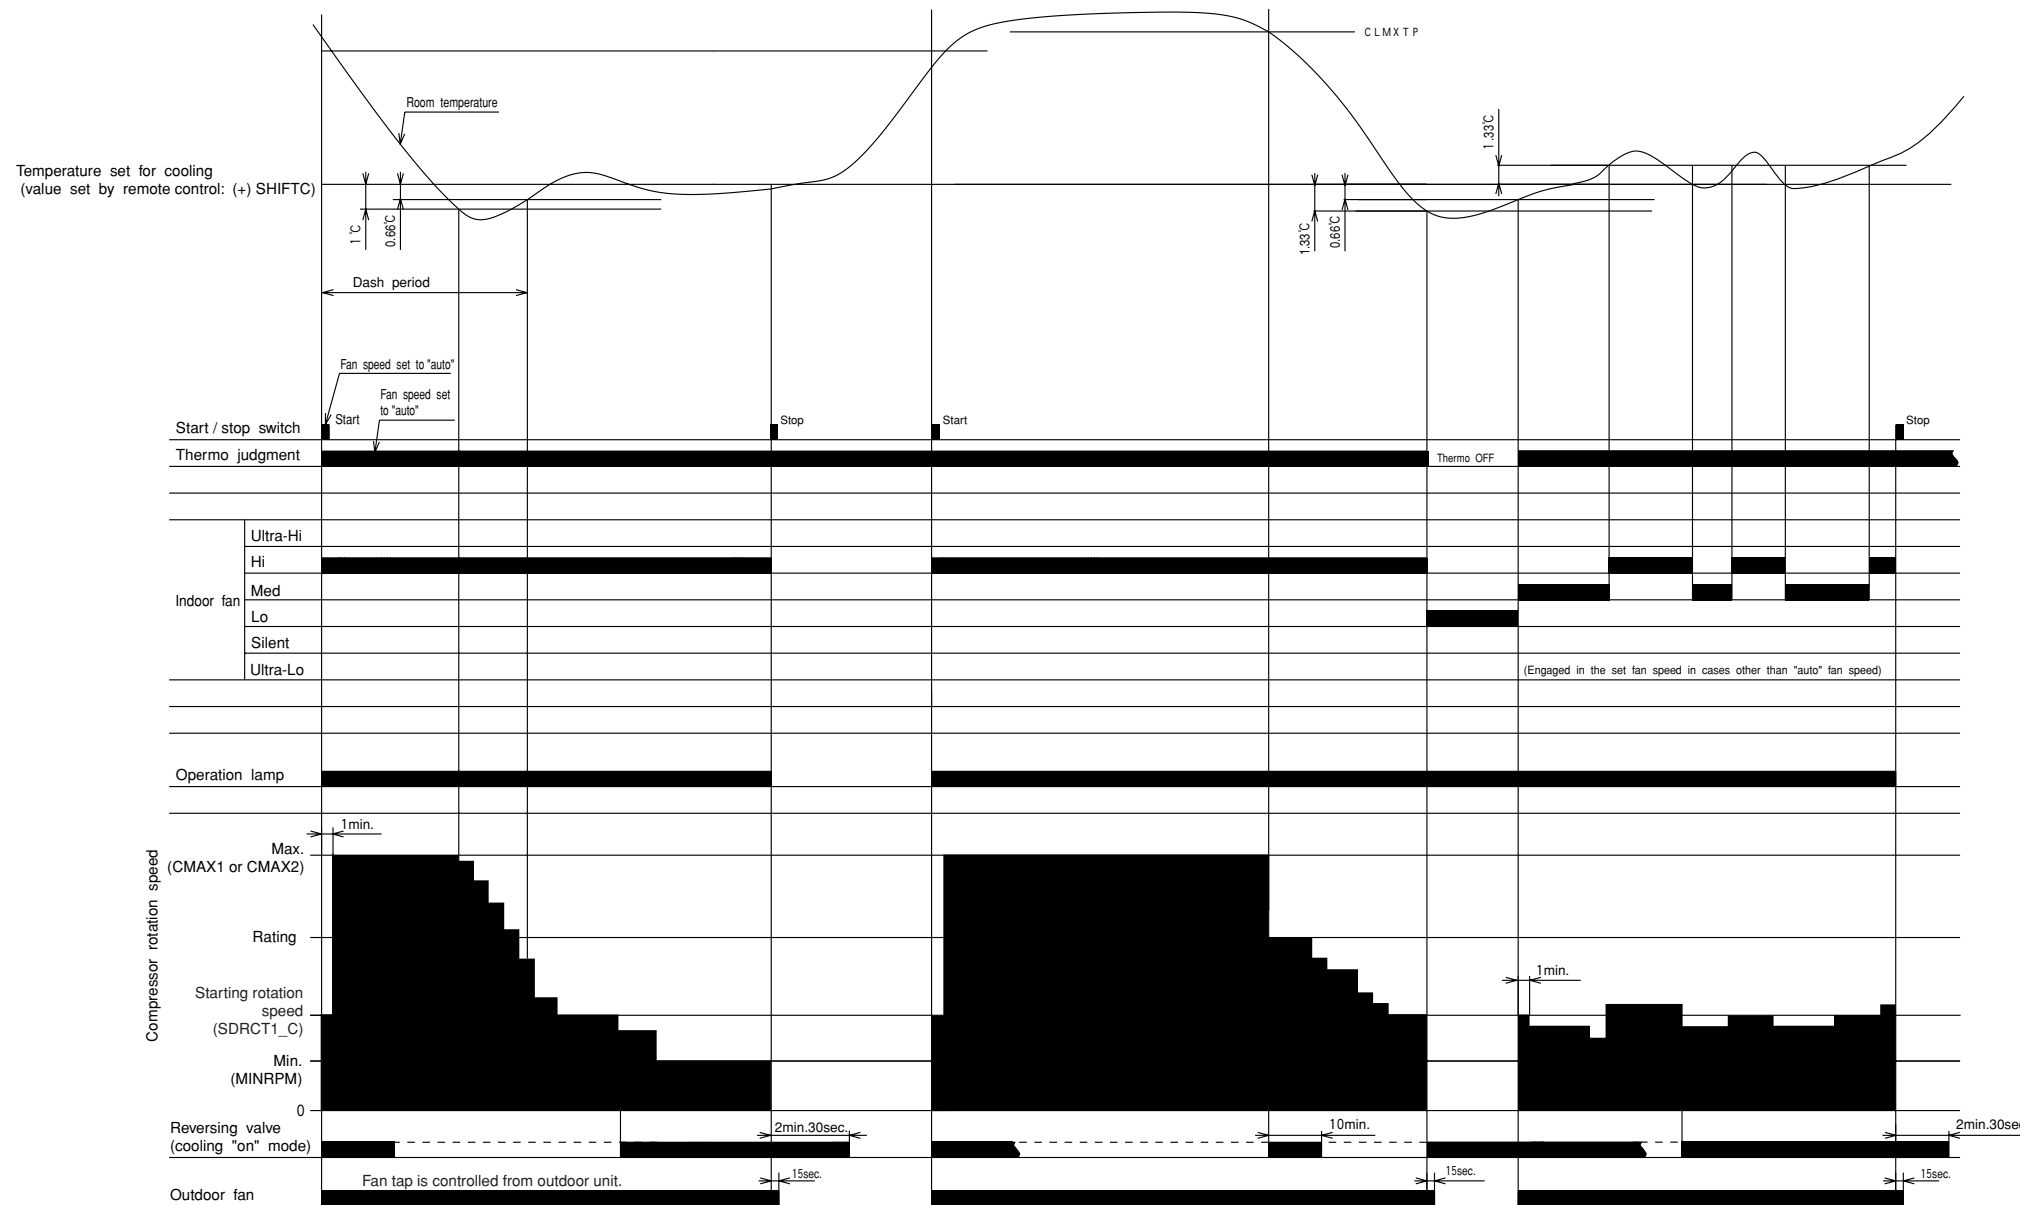 CLMXTP
Room temperature
1.33℃
Temperature set for cooling
(value set by remote control: (+) SHIFTC)
1℃
0.66℃
1.33℃
0.66℃
Dash period
Fan speed set to "auto"
Fan speed set
to "auto"
Start / stop switch
Start
Stop
Start
Stop
Thermo judgment
Thermo OFF
Indoor fan
Ultra-Hi
Hi
Med
Lo
Silent
Ultra-Lo
(Engaged in the set fan speed in cases other than "auto" fan speed)
Operation lamp
Compressor rotation speed
1min.
Max.
(CMAX1 or CMAX2)
Rating
1min.
Starting rotation
speed
(SDRCT1_C)
Min.
(MINRPM)
0
Reversing valve
(cooling "on" mode)
2min.30sec.
10min.
2min.30sec
Outdoor fan
Fan tap is controlled from outdoor unit.
15sec.
15sec.
15sec.